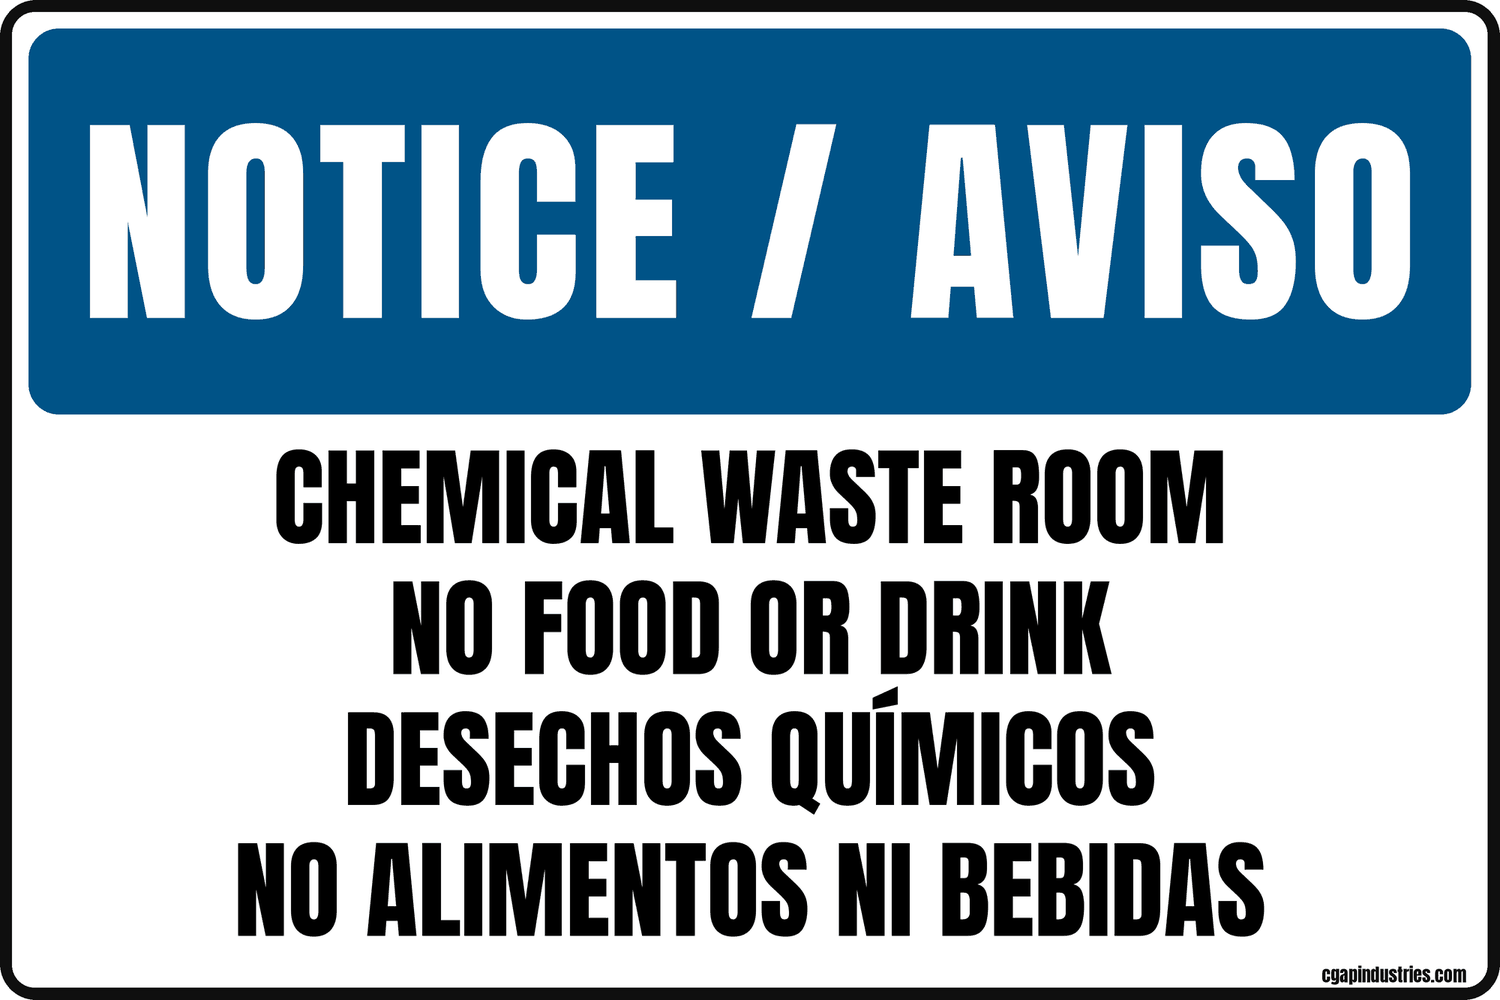 NOTICE / AVISO
CHEMICAL WASTE ROOM
NO FOOD OR DRINK
DESECHOS QUÍMICOS
NO ALIMENTOS NI BEBIDAS
cgapindustries.com